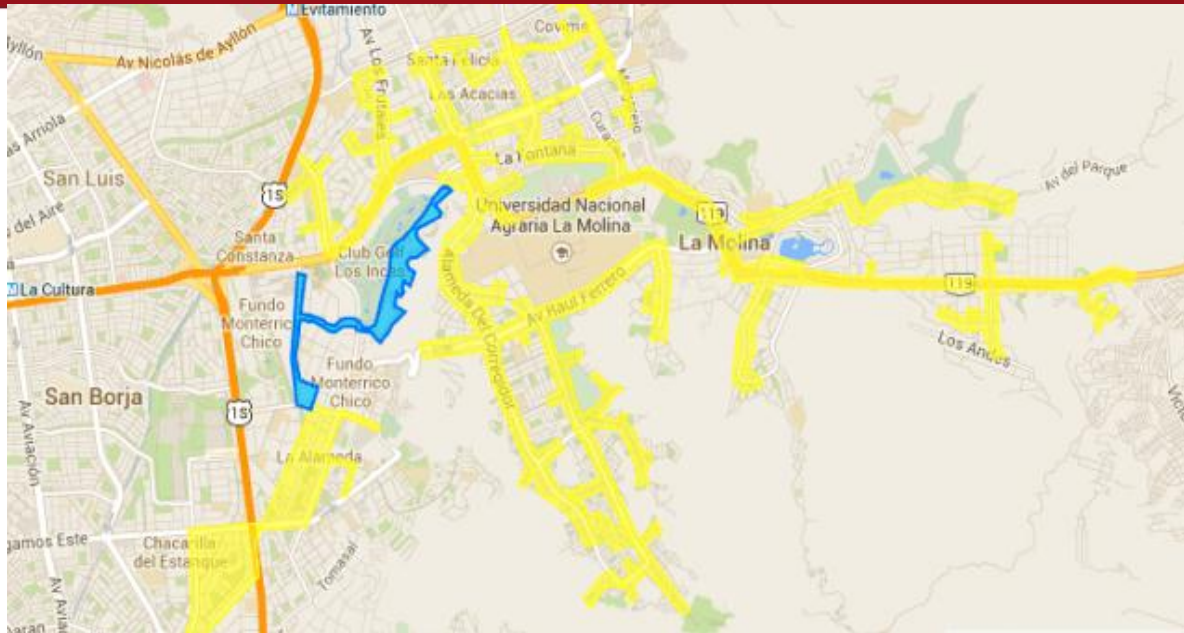 Evitamiento
Av Nicolás de Ayllón
Av Los Frutales
Covima
Santa Felicia
Las Acacias
La Fontana
San Luis
1S
Universidad Nacional
Agraria La Molina
119
La Molina
Av del Parque
Santa
Constanza
Club Golf
Los Incas
La Cultura
Fundo
Monterrico
Chico
Alameda Del Corregidor
Av Raul Ferrero
119
Los Andes
Fundo
Monterrico
Chico
San Borja
1S
Av Aviación
La Alameda
Chacarilla
del Estanque
Tomasal